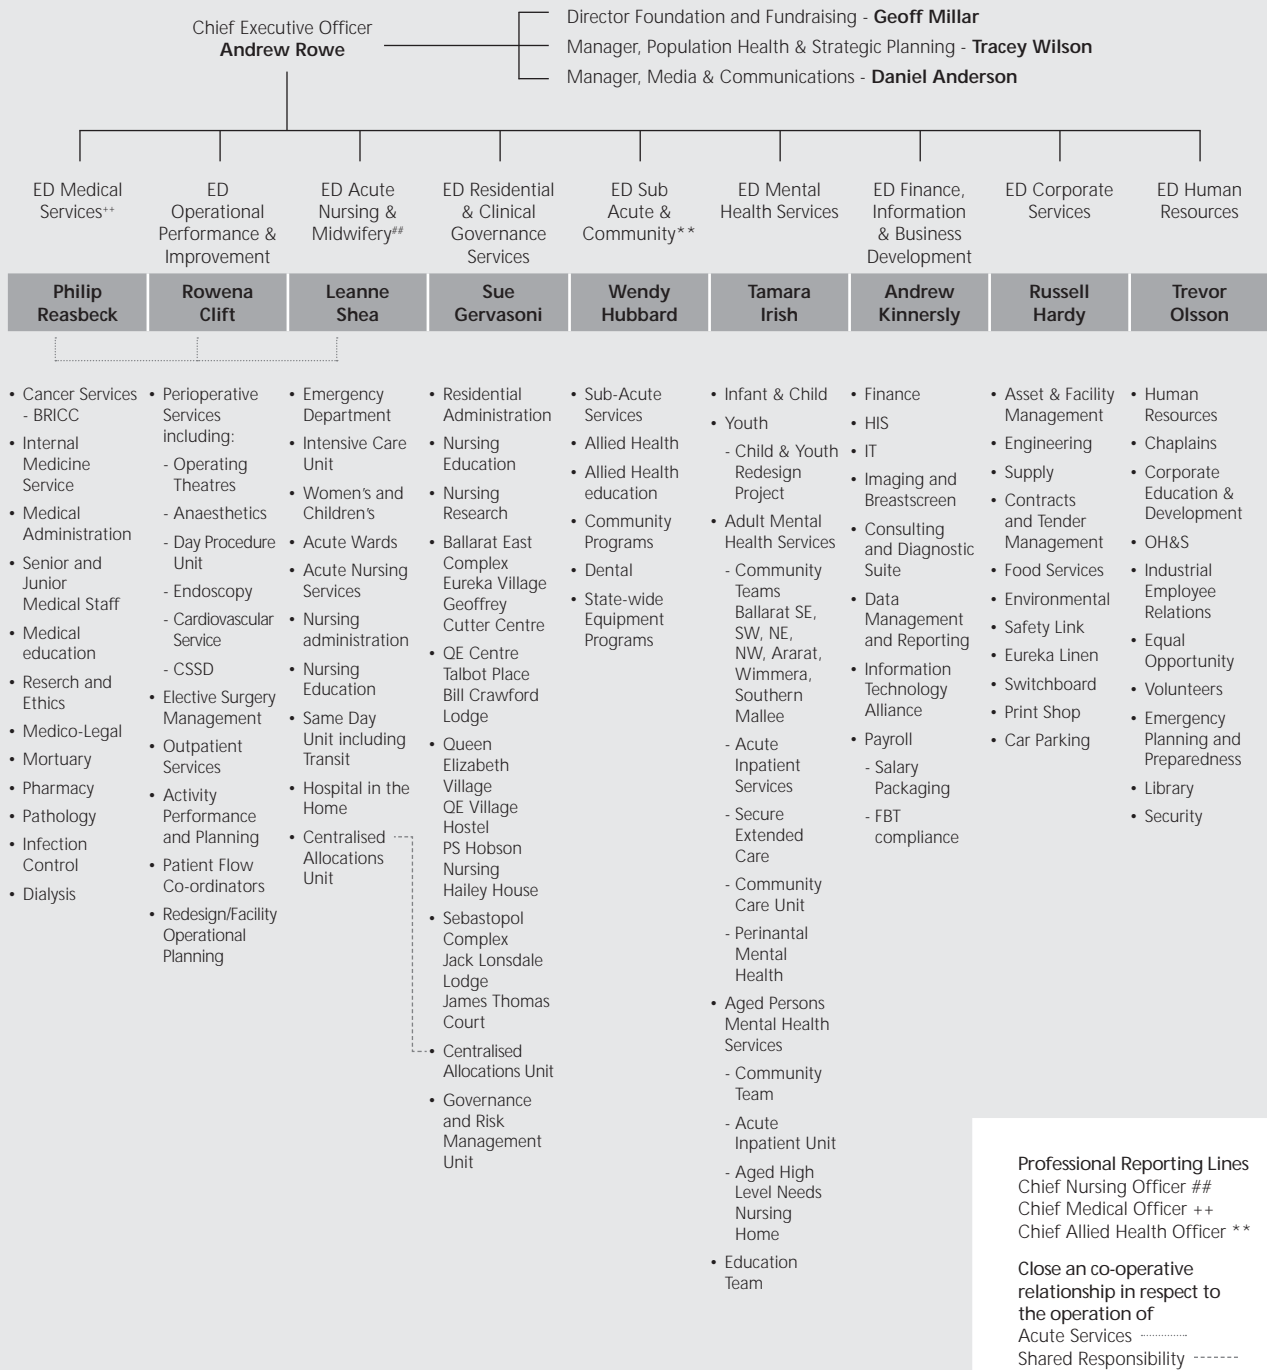 Chief Executive Officer
Andrew Rowe
Director Foundation and Fundraising - Geoff Millar
Manager, Population Health & Strategic Planning - Tracey Wilson
Manager, Media & Communications - Daniel Anderson
ED Medical
Services++
Philip
Reasbeck
• Cancer Services
- BRICC
• Internal
Medicine
Service
• Medical
Administration
• Senior and
Junior
Medical Staff
• Medical
education
• Reserch and
Ethics
• Medico-Legal
• Mortuary
• Pharmacy
• Pathology
• Infection
Control
• Dialysis
ED
Operational
Performance &
Improvement
Rowena
Clift
• Perioperative
Services
including:
- Operating
Theatres
- Anaesthetics
- Day Procedure
Unit
- Endoscopy
- Cardiovascular
Service
- CSSD
• Elective Surgery
Management
• Outpatient
Services
• Activity
Performance
and Planning
• Patient Flow
Co-ordinators
• Redesign/Facility
Operational
Planning
ED Acute
Nursing &
Midwifery##
Leanne
Shea
• Emergency
Department
• Intensive Care
Unit
• Women's and
Children's
• Acute Wards
• Acute Nursing
Services
• Nursing
administration
• Nursing
Education
• Same Day
Unit including
Transit
• Hospital in the
Home
• Centralised
Allocations
Unit
ED Residential
& Clinical
Governance
Services
Sue
Gervasoni
• Residential
Administration
• Nursing
Education
• Nursing
Research
• Ballarat East
Complex
Eureka Village
Geoffrey
Cutter Centre
• QE Centre
Talbot Place
Bill Crawford
Lodge
• Queen
Elizabeth
Village
QE Village
Hostel
PS Hobson
Nursing
Hailey House
• Sebastopol
Complex
Jack Lonsdale
Lodge
James Thomas
Court
• Centralised
Allocations Unit
• Governance
and Risk
Management
Unit
ED Sub
Acute &
Community**
Wendy
Hubbard
• Sub-Acute
Services
• Allied Health
• Allied Health
education
• Community
Programs
• Dental
• State-wide
Equipment
Programs
ED Mental
Health Services
Tamara
Irish
• Infant & Child
• Youth
- Child & Youth
Redesign
Project
• Adult Mental
Health Services
- Community
Teams
Ballarat SE,
SW, NE,
NW, Ararat,
Wimmera,
Southern
Mallee
- Acute
Inpatient
Services
- Secure
Extended
Care
- Community
Care Unit
- Perinantal
Mental
Health
• Aged Persons
Mental Health
Services
- Community
Team
- Acute
Inpatient Unit
- Aged High
Level Needs
Nursing
Home
• Education
Team
ED Finance,
Information
& Business
Development
Andrew
Kinnersly
• Finance
• HIS
• IT
• Imaging and
Breastscreen
• Consulting
and Diagnostic
Suite
• Data
Management
and Reporting
• Information
Technology
Alliance
• Payroll
- Salary
Packaging
- FBT
compliance
ED Corporate
Services
Russell
Hardy
• Asset & Facility
Management
• Engineering
• Supply
• Contracts
and Tender
Management
• Food Services
• Environmental
• Safety Link
• Eureka Linen
• Switchboard
• Print Shop
• Car Parking
ED Human
Resources
Trevor
Olsson
• Human
Resources
• Chaplains
• Corporate
Education &
Development
• OH&S
• Industrial
Employee
Relations
• Equal
Opportunity
• Volunteers
• Emergency
Planning and
Preparedness
• Library
• Security
Professional Reporting Lines
Chief Nursing Officer ##
Chief Medical Officer ++
Chief Allied Health Officer **
Close an co-operative
relationship in respect to
the operation of
Acute Services
Shared Responsibility